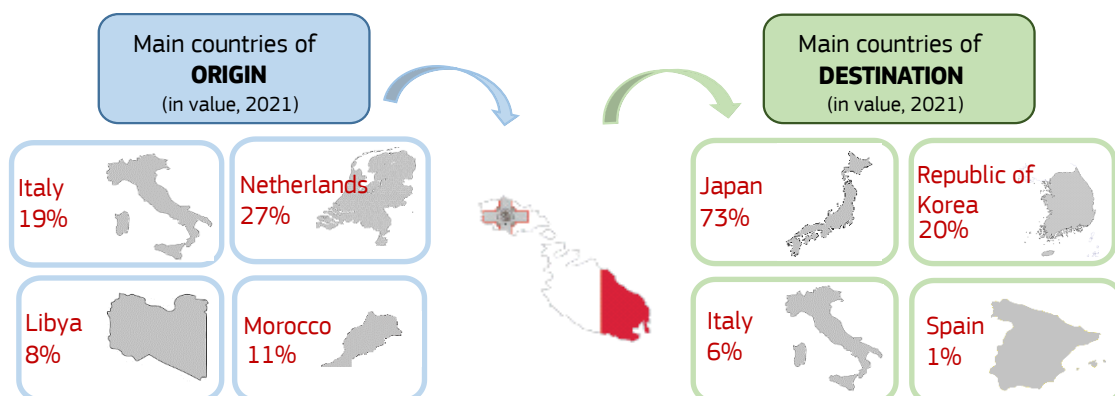 Main countries of
ORIGIN
(in value, 2021)
Main countries of
DESTINATION
(in value, 2021)
Italy
19%
Netherlands
27%
Japan
73%
Republic of
Korea
20%
Libya
8%
Morocco
11%
Italy
6%
Spain
1%